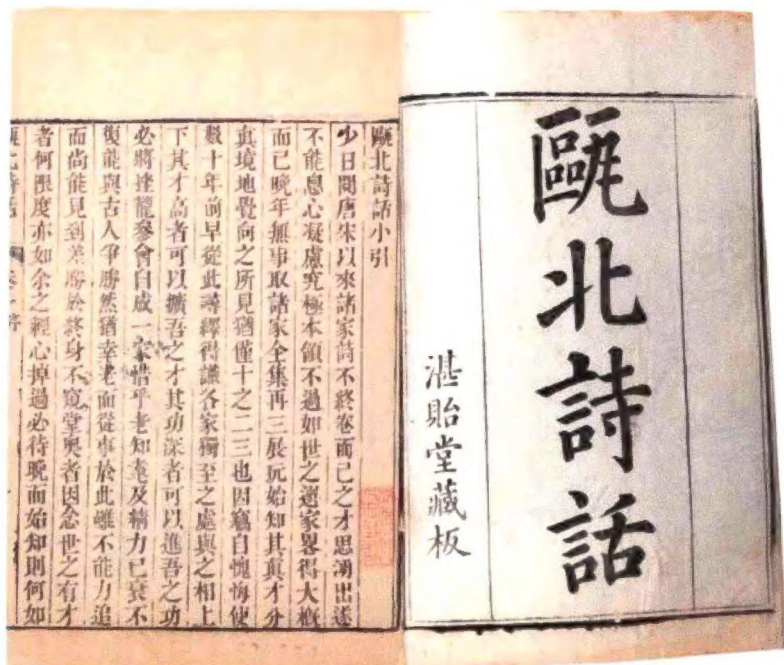 甌北詩話
湛貽堂藏板
甌北詩話小引
少日閱唐宋以來諸家詩不終卷而己之才思湧出遂
不能息心凝慮究極本領不過如世之選家畧得大概
而已晚年無事取諸家全集再三展玩始知其真才分
真境地覺向之所見猶僅十之二三也因竊自愧悔使
數十年前早從此尋繹得識各家獨至之處與之相上
下其才高者可以擴吾之才其功深者可以進吾之功
必將挫籠參會自成一家惜乎老知耄及精力已衰不
復能與古人爭勝然猶幸老而從事於此雖不能力追
而尚能見到差勝於終身不窺堂奧者因念世之有才
者何限度亦如余之輕心掉過必待晚而始知則何如
甌北詩話